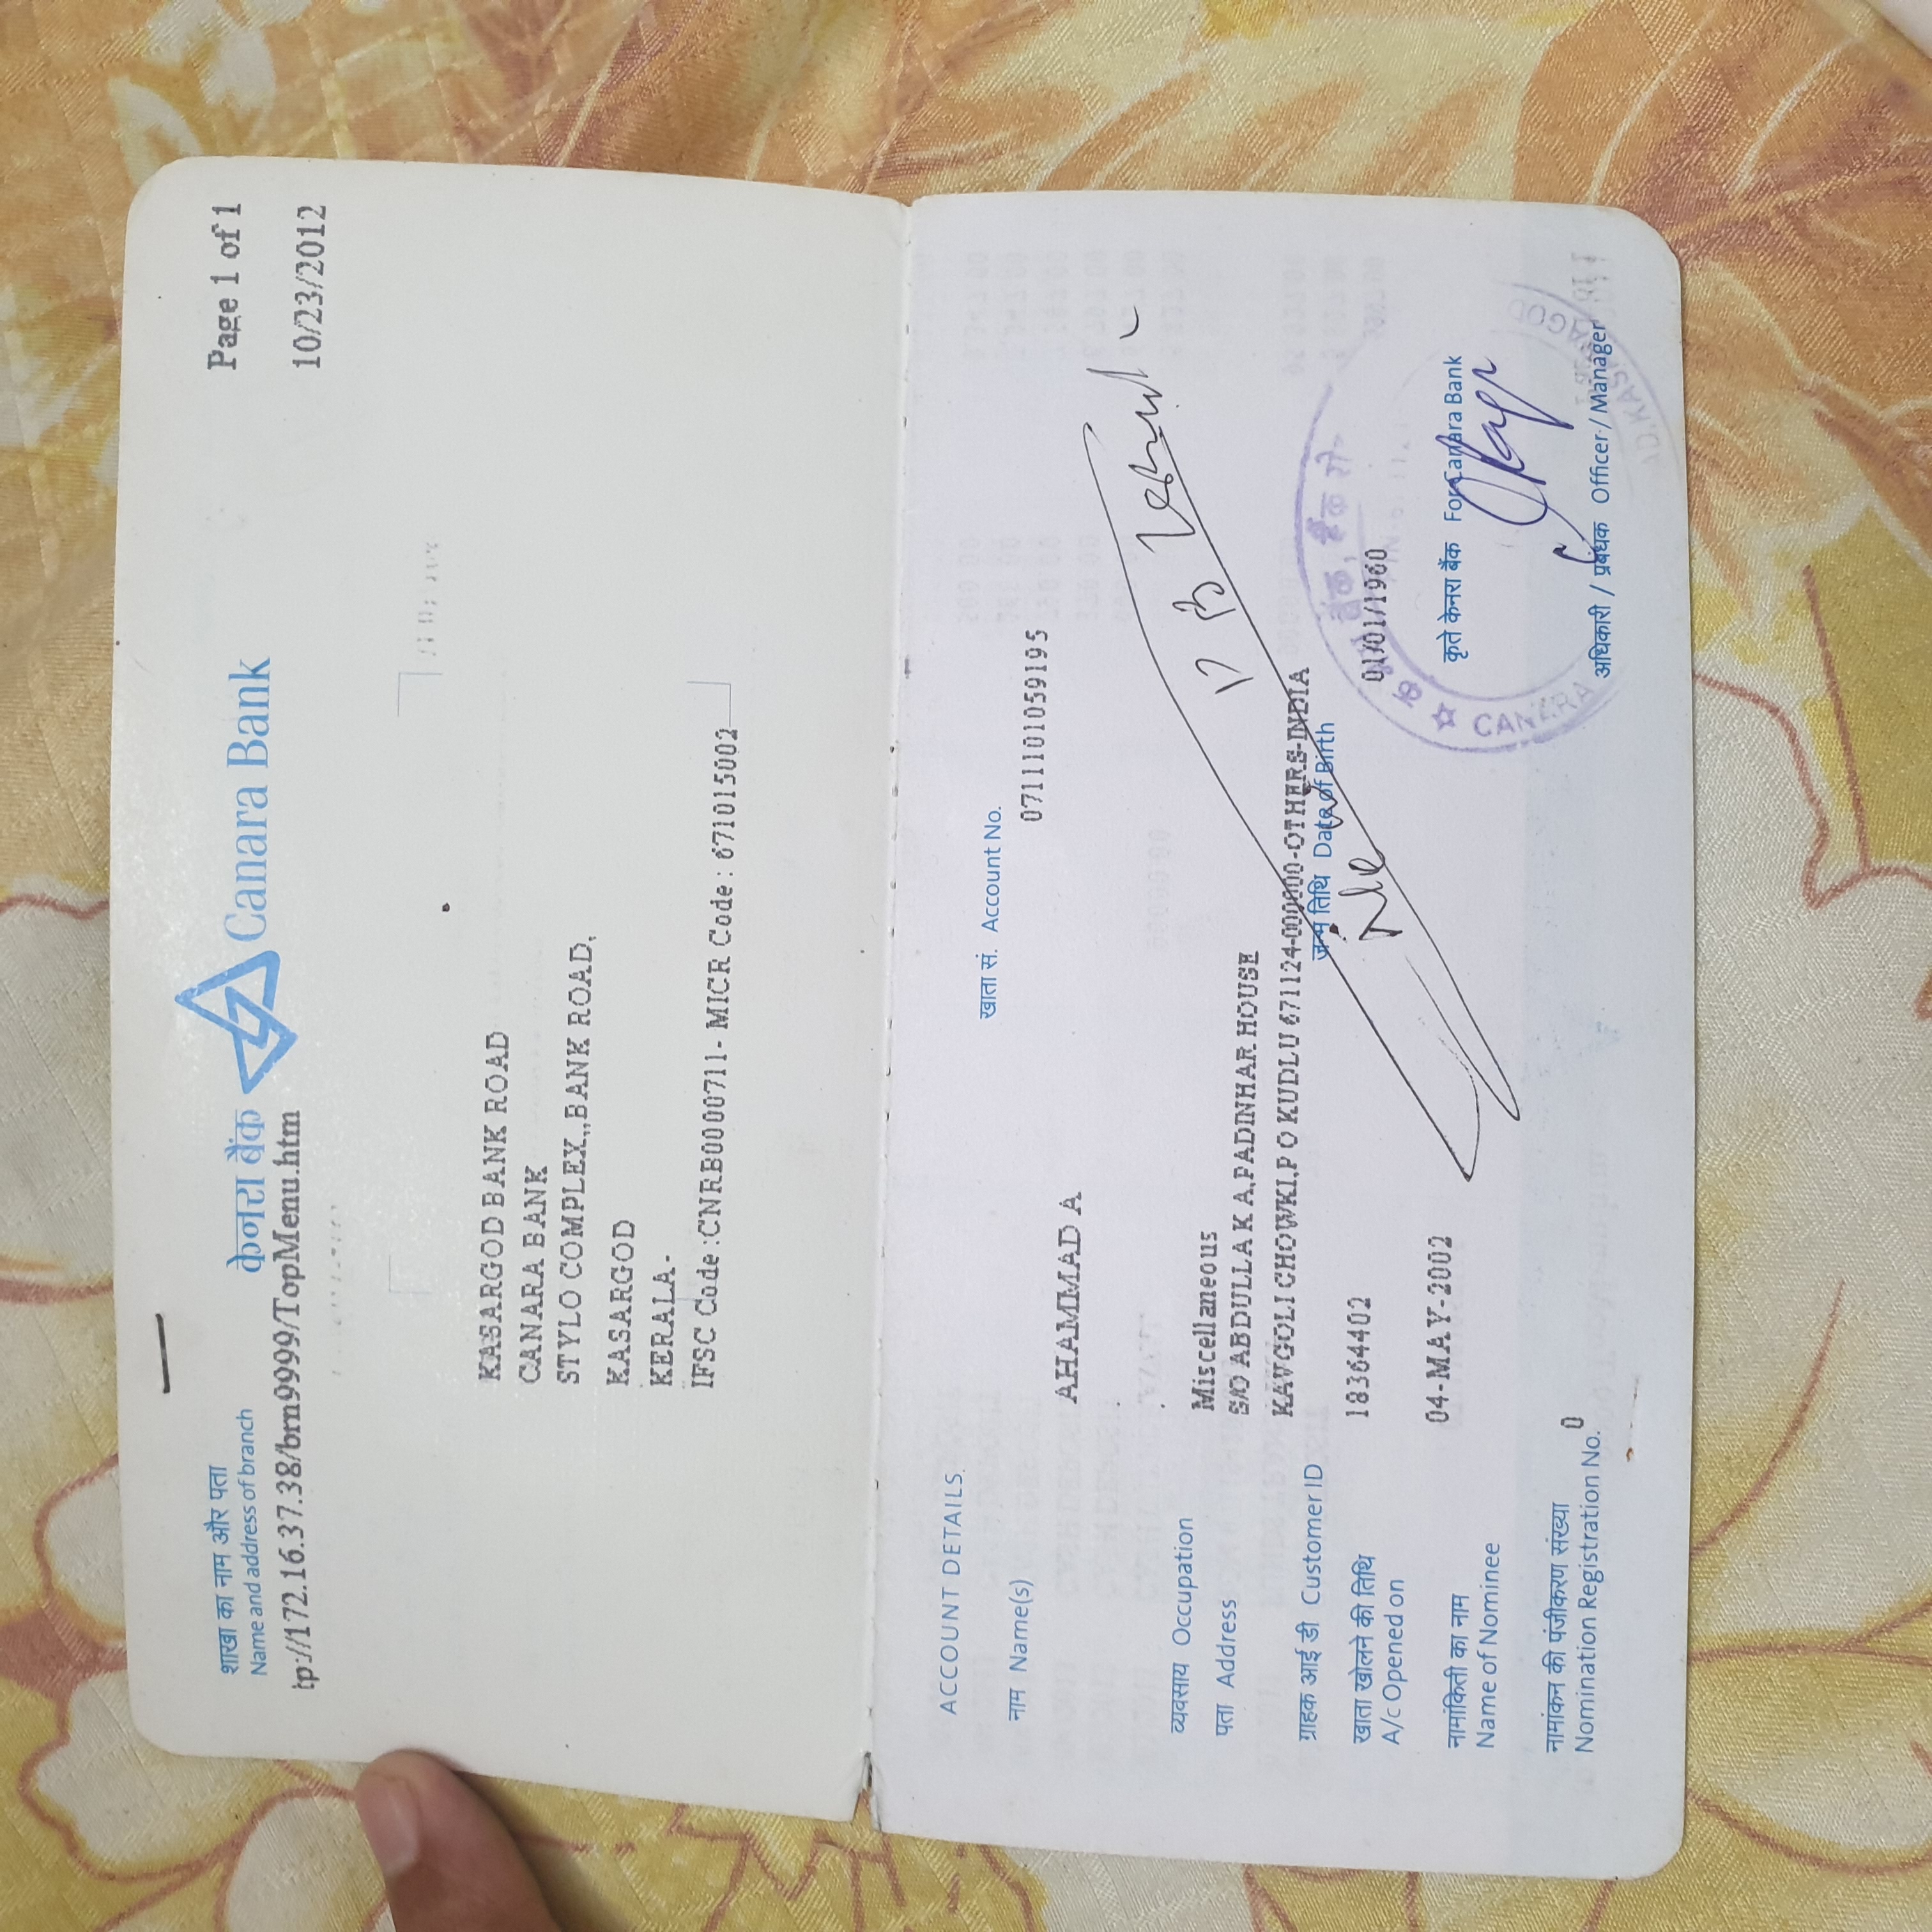 शाखा का नाम और पता
Name and address of branch
केनरा बैंक Canara Bank
Page 1 of 1
tp://172.16.37.38/brn9999/TopMenu.htm
10/23/2012
KASARGOD BANK ROAD
CANARA BANK
STYLO COMPLEX,,BANK ROAD,
KASARGOD
KERALA-
IFSC Code :CNRB0000711- MICR Code : 671015002
ACCOUNT DETAILS
खाता सं. Account No.
0711101059195
नाम Name(s)
AHAMMAD A
व्यवसाय Occupation
Miscellaneous
पता Address
S/O ABDULLA K A,PADINHAR HOUSE
KAVGOLI CHOWKI,P O KUDLU 671124-000000-OTHERS-INDIA
ग्राहक आई डी Customer ID
18364402
जन्म तिथि Date of Birth
01/01/1960
New P B
खाता खोलने की तिथि
A/c Opened on
04-MAY-2002
नामांकिती का नाम
Name of Nominee
कृते केनरा बैंक For Canara Bank
नामांकन की पंजीकरण संख्या
Nomination Registration No. 0
अधिकारी / प्रबंधक Officer / Manager
CANARA